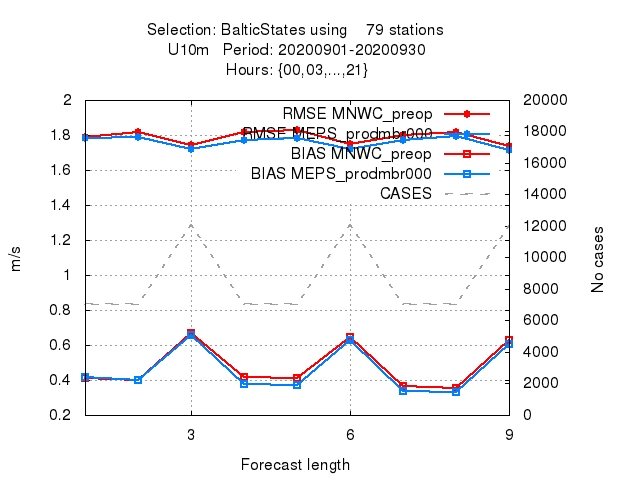 Selection: BalticStates using 79 stations
U10m Period: 20200901-20200930
Hours: {00,03,...,21}
RMSE MNWC_preop
RMSE MEPS_prodmbr000
BIAS MNWC_preop
BIAS MEPS_prodmbr000
CASES
2
1.8
1.6
1.4
1.2
1
0.8
0.6
0.4
0.2
m/s
20000
18000
16000
14000
12000
10000
8000
6000
4000
2000
0
No cases
3 6 9
Forecast length